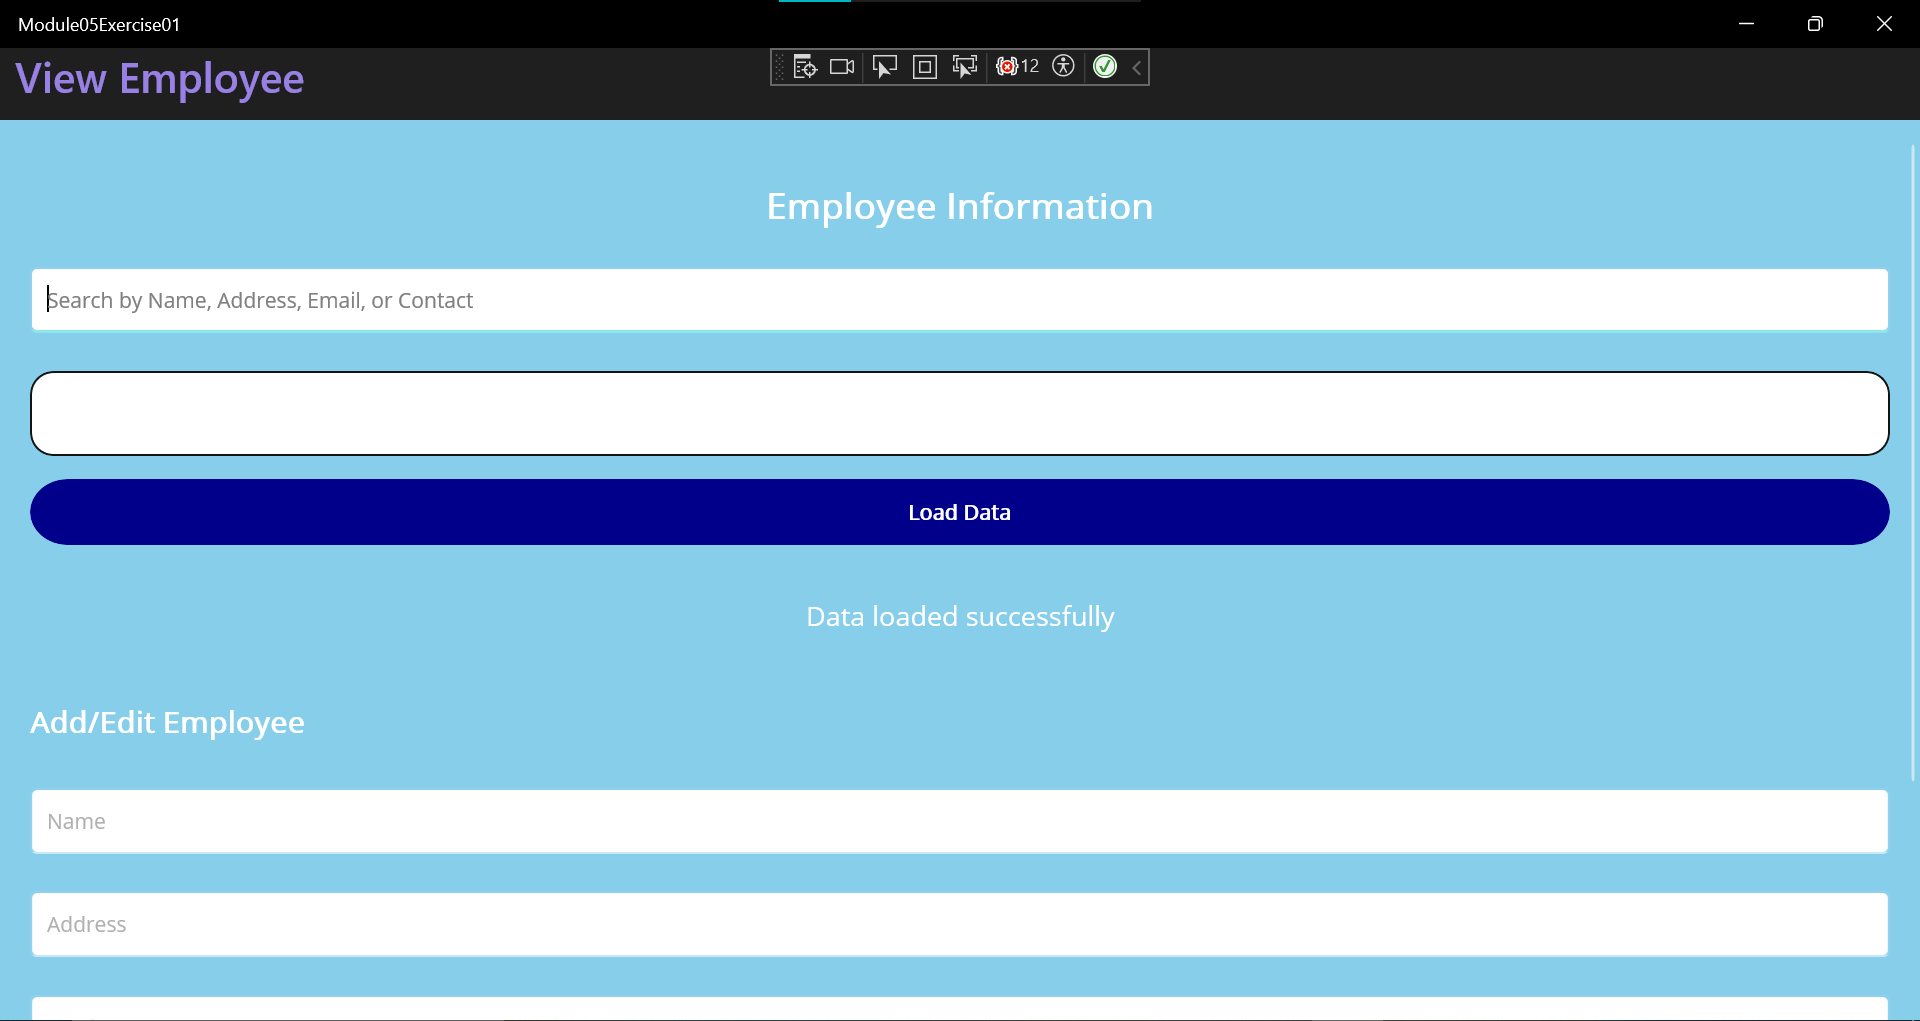 Module05Exercise01
View Employee
12
Employee Information
Search by Name, Address, Email, or Contact
Load Data
Data loaded successfully
Add/Edit Employee
Name
Address